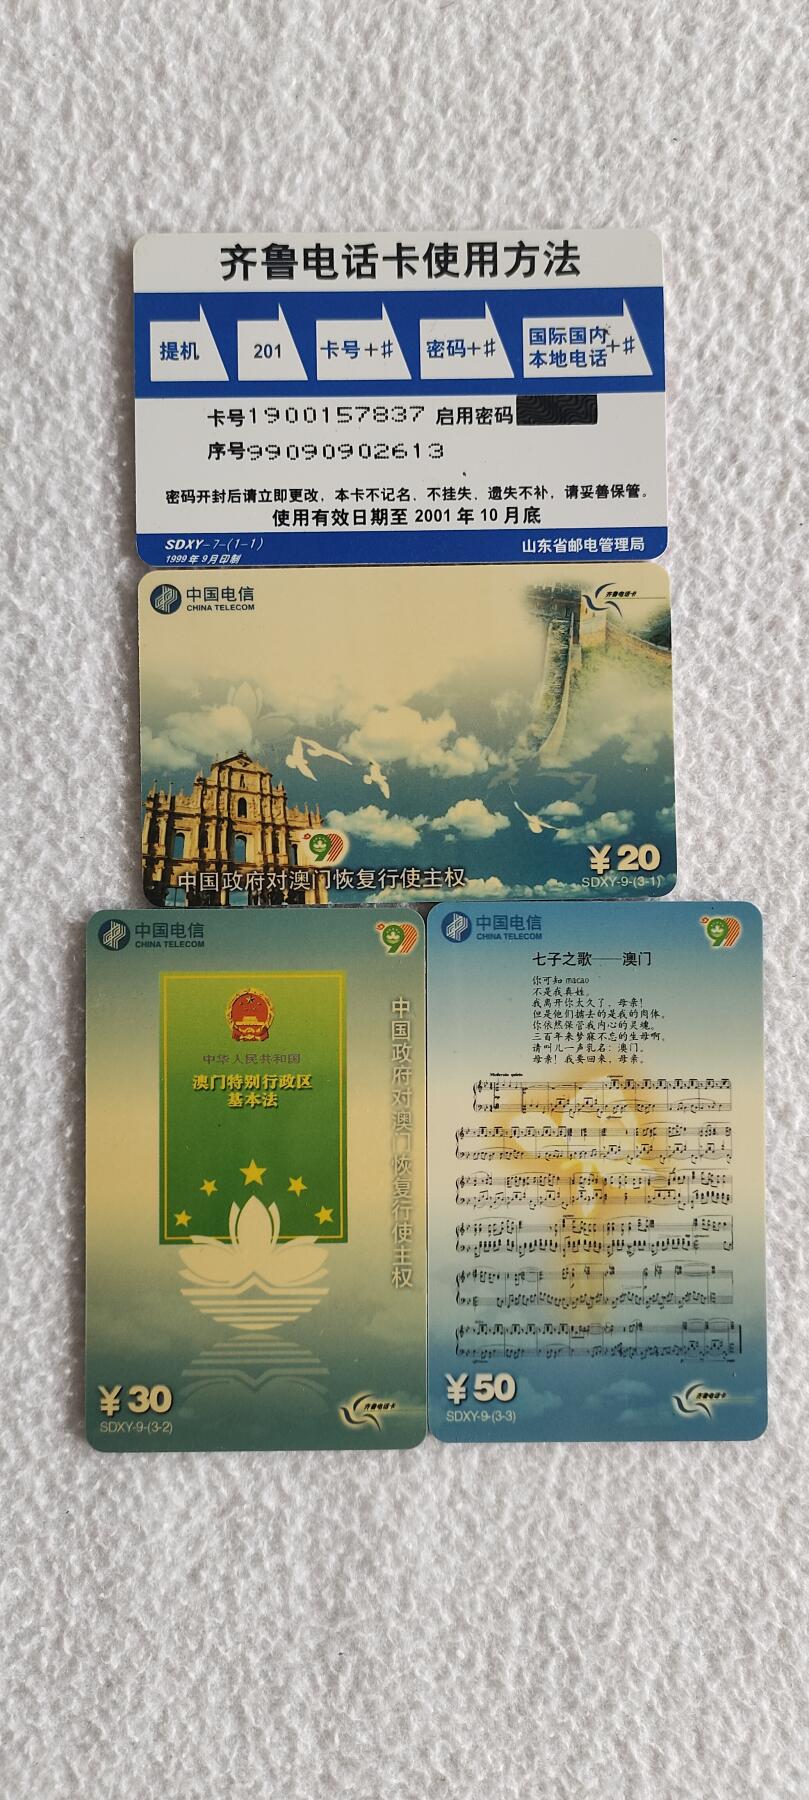 齐鲁电话卡使用方法
提机
201
卡号+#
密码+#
国际国内
本地电话
+#
卡号1900157837 启用密码
序号99090902613
密码开封后请立即更改，本卡不记名，不挂失、遗失不补，请妥善保管。
使用有效日期至 2001 年 10 月底
SDXY-7-(1-1)
1999年9月印制
山东省邮电管理局
中国电信
CHINA TELECOM
齐鲁电话卡
'99
中国政府对澳门恢复行使主权
¥20
SDXY-9-(3-1)
中国电信
CHINA TELECOM
'99
中华人民共和国
澳门特别行政区
基本法
中国政府对澳门恢复行使主权
¥30
SDXY-9-(3-2)
齐鲁电话卡
中国电信
CHINA TELECOM
'99
七子之歌——澳门
你可知 macao
不是我真姓，
我离开你太久了，母亲！
但是他们掳去的是我的肉体，
你依然保管我内心的灵魂。
三百年来梦寐不忘的生母啊，
请叫儿一声乳名：澳门。
母亲！我要回来，母亲。
Moderato quieto
¥50
SDXY-9-(3-3)
齐鲁电话卡